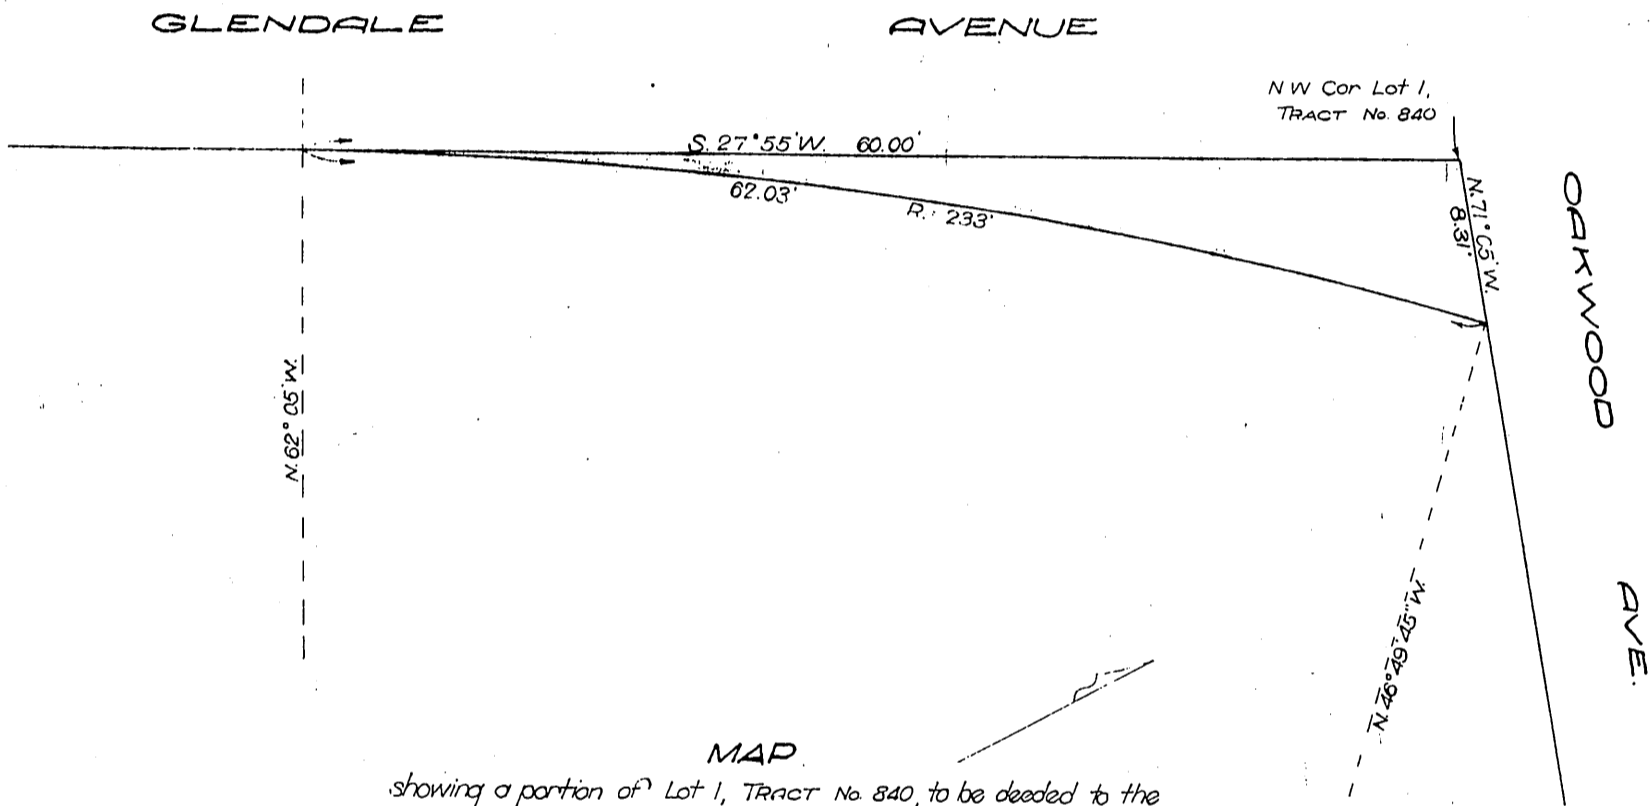 GLENDALE AVENUE
NW Cor Lot 1,
TRACT No. 840
S. 27°55'W. 60.00'
62.03'
R.: 233'
N.71°05'W.
8.31'
OAKWOOD AVE.
N.62°05'W.
N.46°49'45"W.
MAP
showing a portion of Lot 1, TRACT No. 840, to be deeded to the